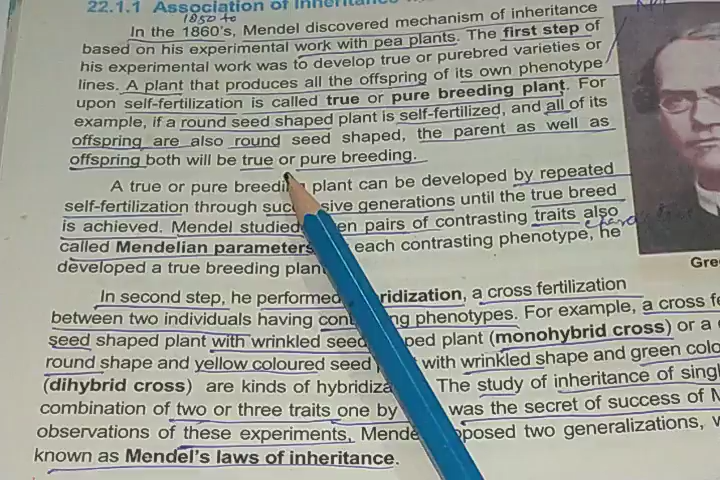 22.1.1 Association of Inherita
1850 to
In the 1860's, Mendel discovered mechanism of inheritance
based on his experimental work with pea plants. The first step of
his experimental work was to develop true or purebred varieties or
lines. A plant that produces all the offspring of its own phenotype
upon self-fertilization is called true or pure breeding plant. For
example, if a round seed shaped plant is self-fertilized, and all of its
offspring are also round seed shaped, the parent as well as
offspring both will be true or pure breeding.
A true or pure breedi plant can be developed by repeated
self-fertilization through su sive generations until the true breed
is achieved. Mendel studied en pairs of contrasting traits also
called Mendelian parameters each contrasting phenotype, he
developed a true breeding plan
Gre
In second step, he performed ridization, a cross fertilization
between two individuals having con ng phenotypes. For example, a cross f
seed shaped plant with wrinkled seed ped plant (monohybrid cross) or a
round shape and yellow coloured seed with wrinkled shape and green colo
(dihybrid cross) are kinds of hybridiza The study of inheritance of singl
combination of two or three traits one by was the secret of success of M
observations of these experiments, Mende oposed two generalizations, w
known as Mendel's laws of inheritance.